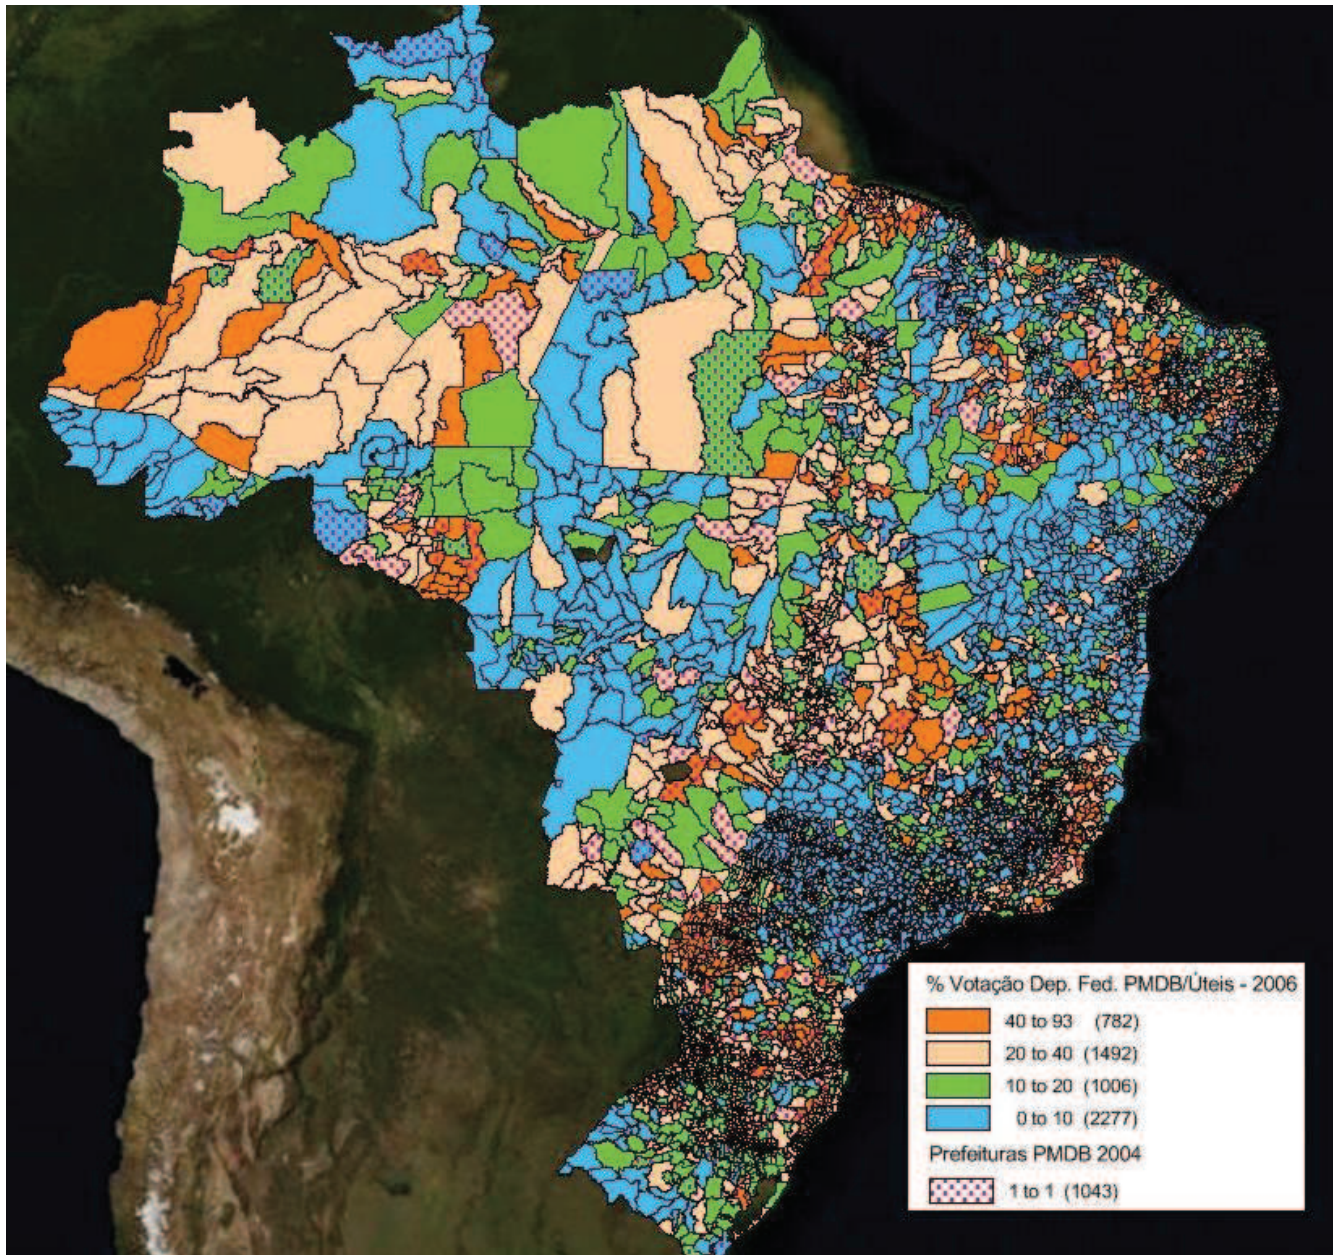 % Votação Dep. Fed. PMDB/Úteis - 2006
40 to 93 (782)
20 to 40 (1492)
10 to 20 (1006)
0 to 10 (2277)
Prefeituras PMDB 2004
1 to 1 (1043)